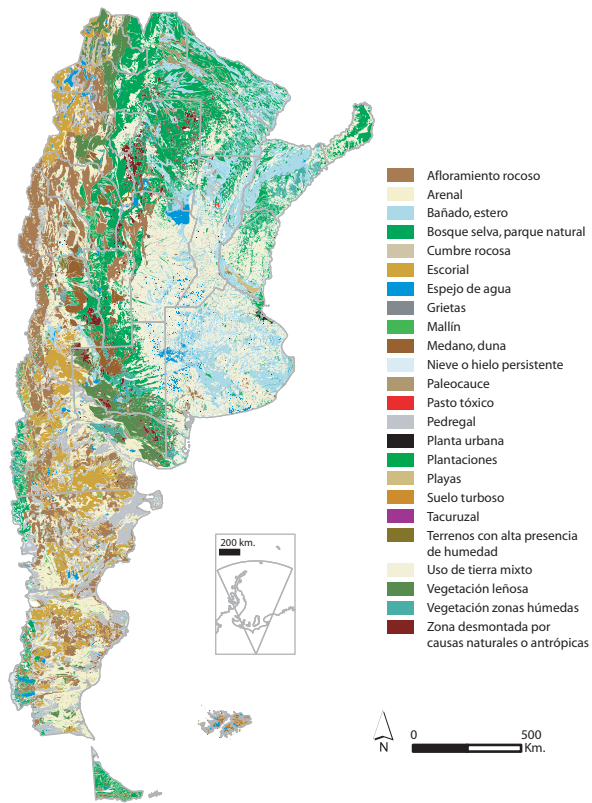 Afloramiento rocoso
Arenal
Bañado, estero
Bosque selva, parque natural
Cumbre rocosa
Escorial
Espejo de agua
Grietas
Mallín
Medano, duna
Nieve o hielo persistente
Paleocauce
Pasto tóxico
Pedregal
Planta urbana
Plantaciones
Playas
Suelo turboso
Tacuruzal
Terrenos con alta presencia
de humedad
Uso de tierra mixto
Vegetación leñosa
Vegetación zonas húmedas
Zona desmontada por
causas naturales o antrópicas
200 km.
N
0 500
Km.